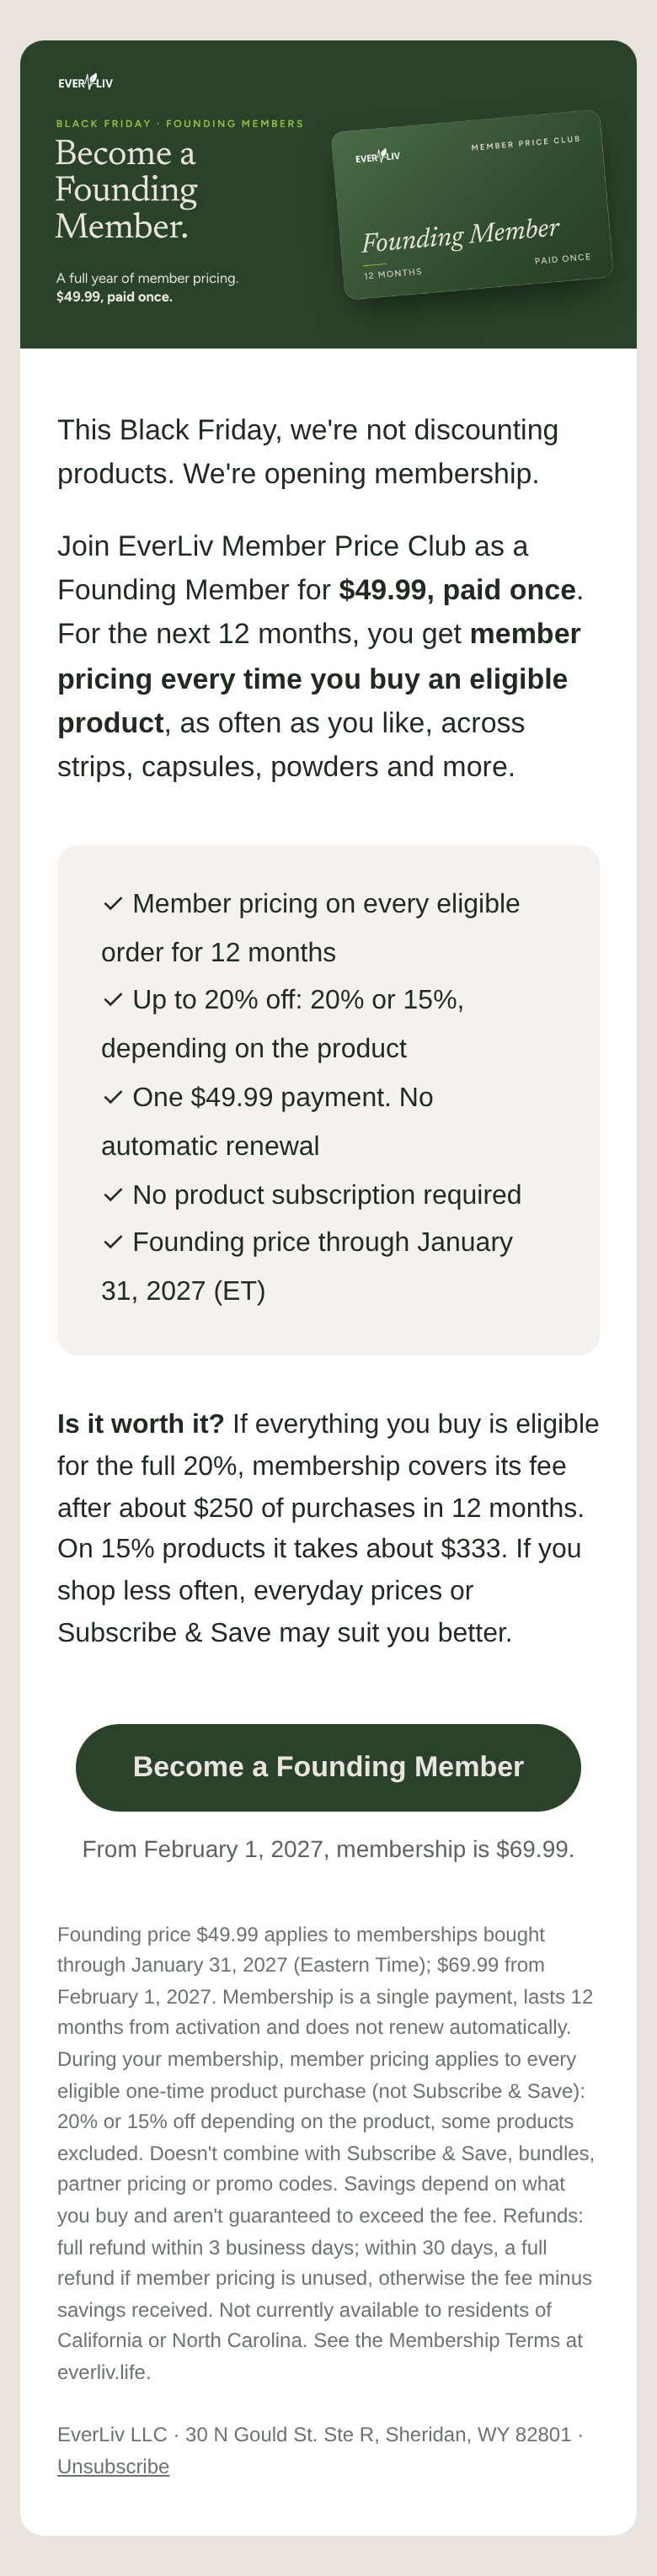 EVERLIV
BLACK FRIDAY · FOUNDING MEMBERS
Become a
Founding
Member.
A full year of member pricing.
$49.99, paid once.
EVERLIV
MEMBER PRICE CLUB
Founding Member
12 MONTHS
PAID ONCE
This Black Friday, we're not discounting
products. We're opening membership.
Join EverLiv Member Price Club as a
Founding Member for $49.99, paid once.
For the next 12 months, you get member
pricing every time you buy an eligible
product, as often as you like, across
strips, capsules, powders and more.
✓ Member pricing on every eligible
order for 12 months
✓ Up to 20% off: 20% or 15%,
depending on the product
✓ One $49.99 payment. No
automatic renewal
✓ No product subscription required
✓ Founding price through January
31, 2027 (ET)
Is it worth it? If everything you buy is eligible
for the full 20%, membership covers its fee
after about $250 of purchases in 12 months.
On 15% products it takes about $333. If you
shop less often, everyday prices or
Subscribe & Save may suit you better.
Become a Founding Member
From February 1, 2027, membership is $69.99.
Founding price $49.99 applies to memberships bought
through January 31, 2027 (Eastern Time); $69.99 from
February 1, 2027. Membership is a single payment, lasts 12
months from activation and does not renew automatically.
During your membership, member pricing applies to every
eligible one-time product purchase (not Subscribe & Save):
20% or 15% off depending on the product, some products
excluded. Doesn't combine with Subscribe & Save, bundles,
partner pricing or promo codes. Savings depend on what
you buy and aren't guaranteed to exceed the fee. Refunds:
full refund within 3 business days; within 30 days, a full
refund if member pricing is unused, otherwise the fee minus
savings received. Not currently available to residents of
California or North Carolina. See the Membership Terms at
everliv.life.
EverLiv LLC · 30 N Gould St. Ste R, Sheridan, WY 82801 ·
Unsubscribe